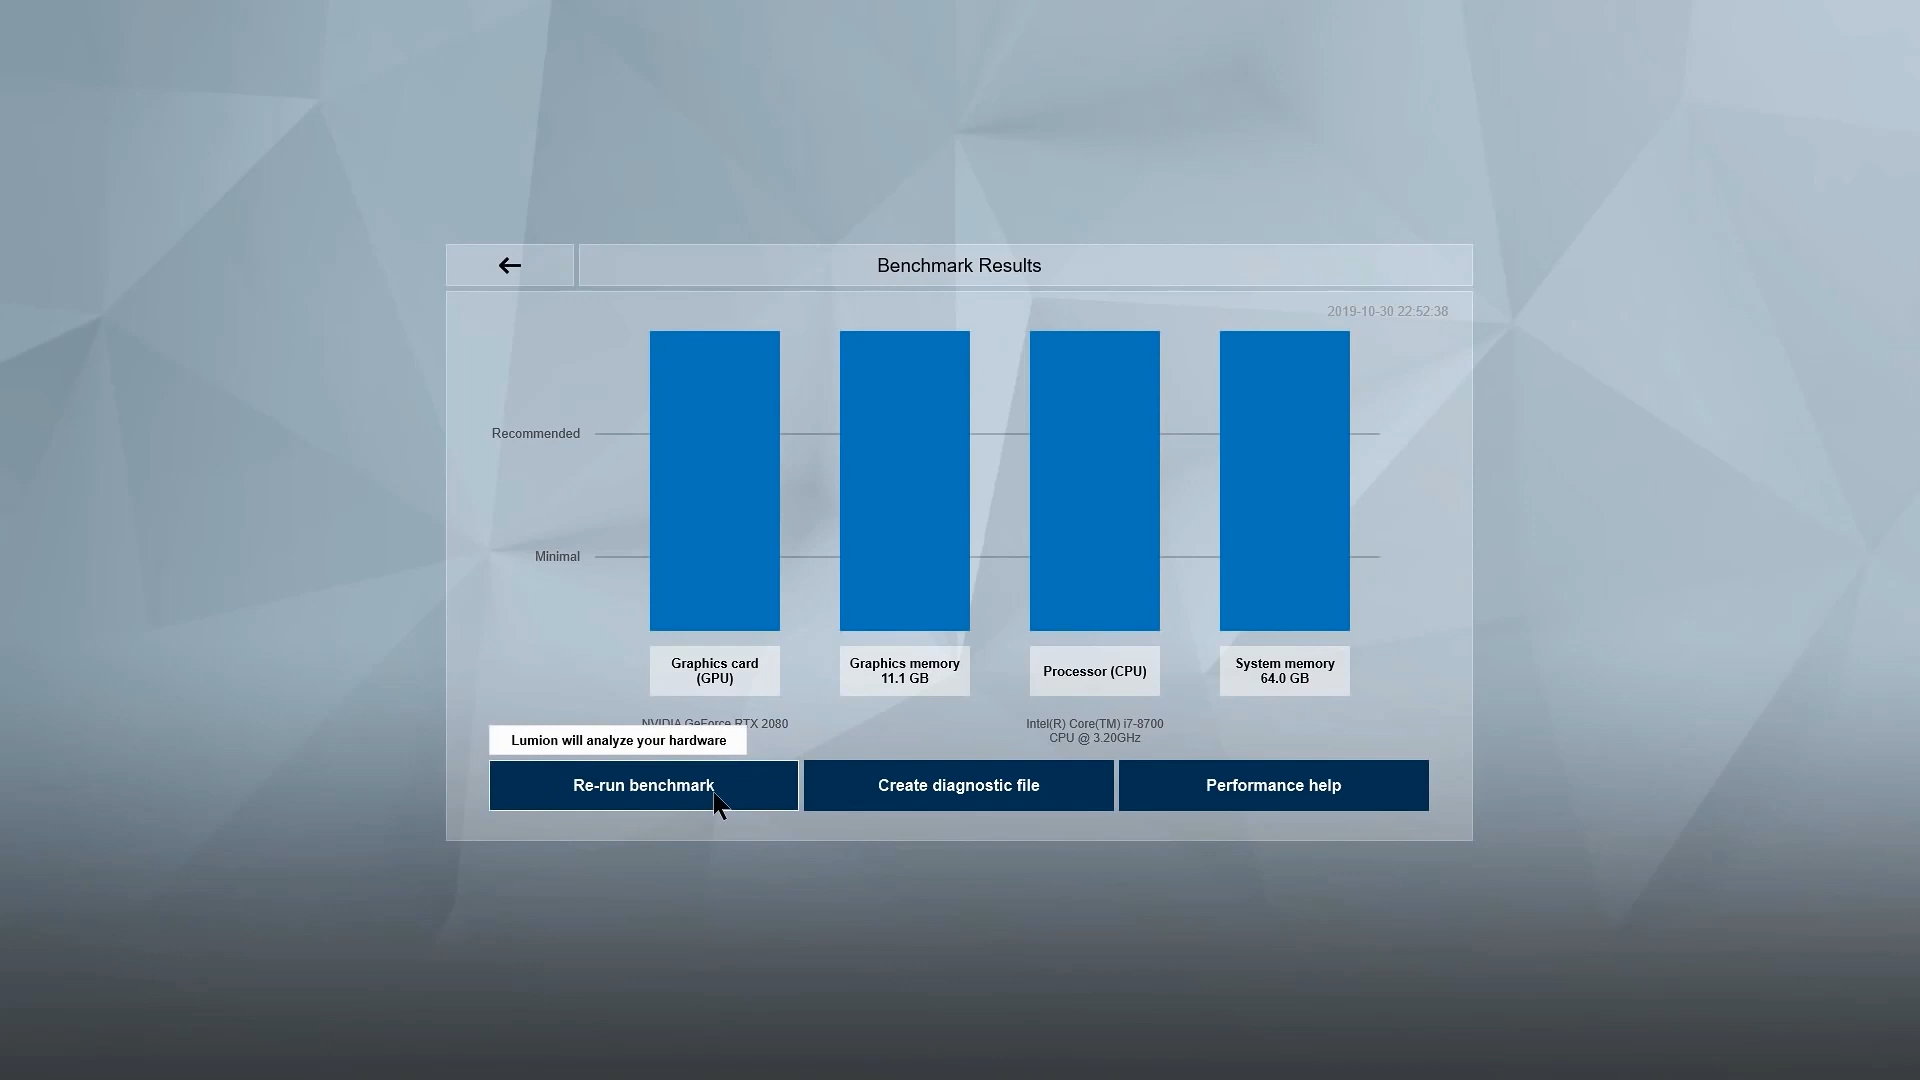 Benchmark Results
2019-10-30 22:52:38
Recommended
Minimal
Graphics card
(GPU)
Graphics memory
11.1 GB
Processor (CPU)
System memory
64.0 GB
NVIDIA GeForce RTX 2080
Intel(R) Core(TM) i7-8700
CPU @ 3.20GHz
Lumion will analyze your hardware
Re-run benchmark
Create diagnostic file
Performance help